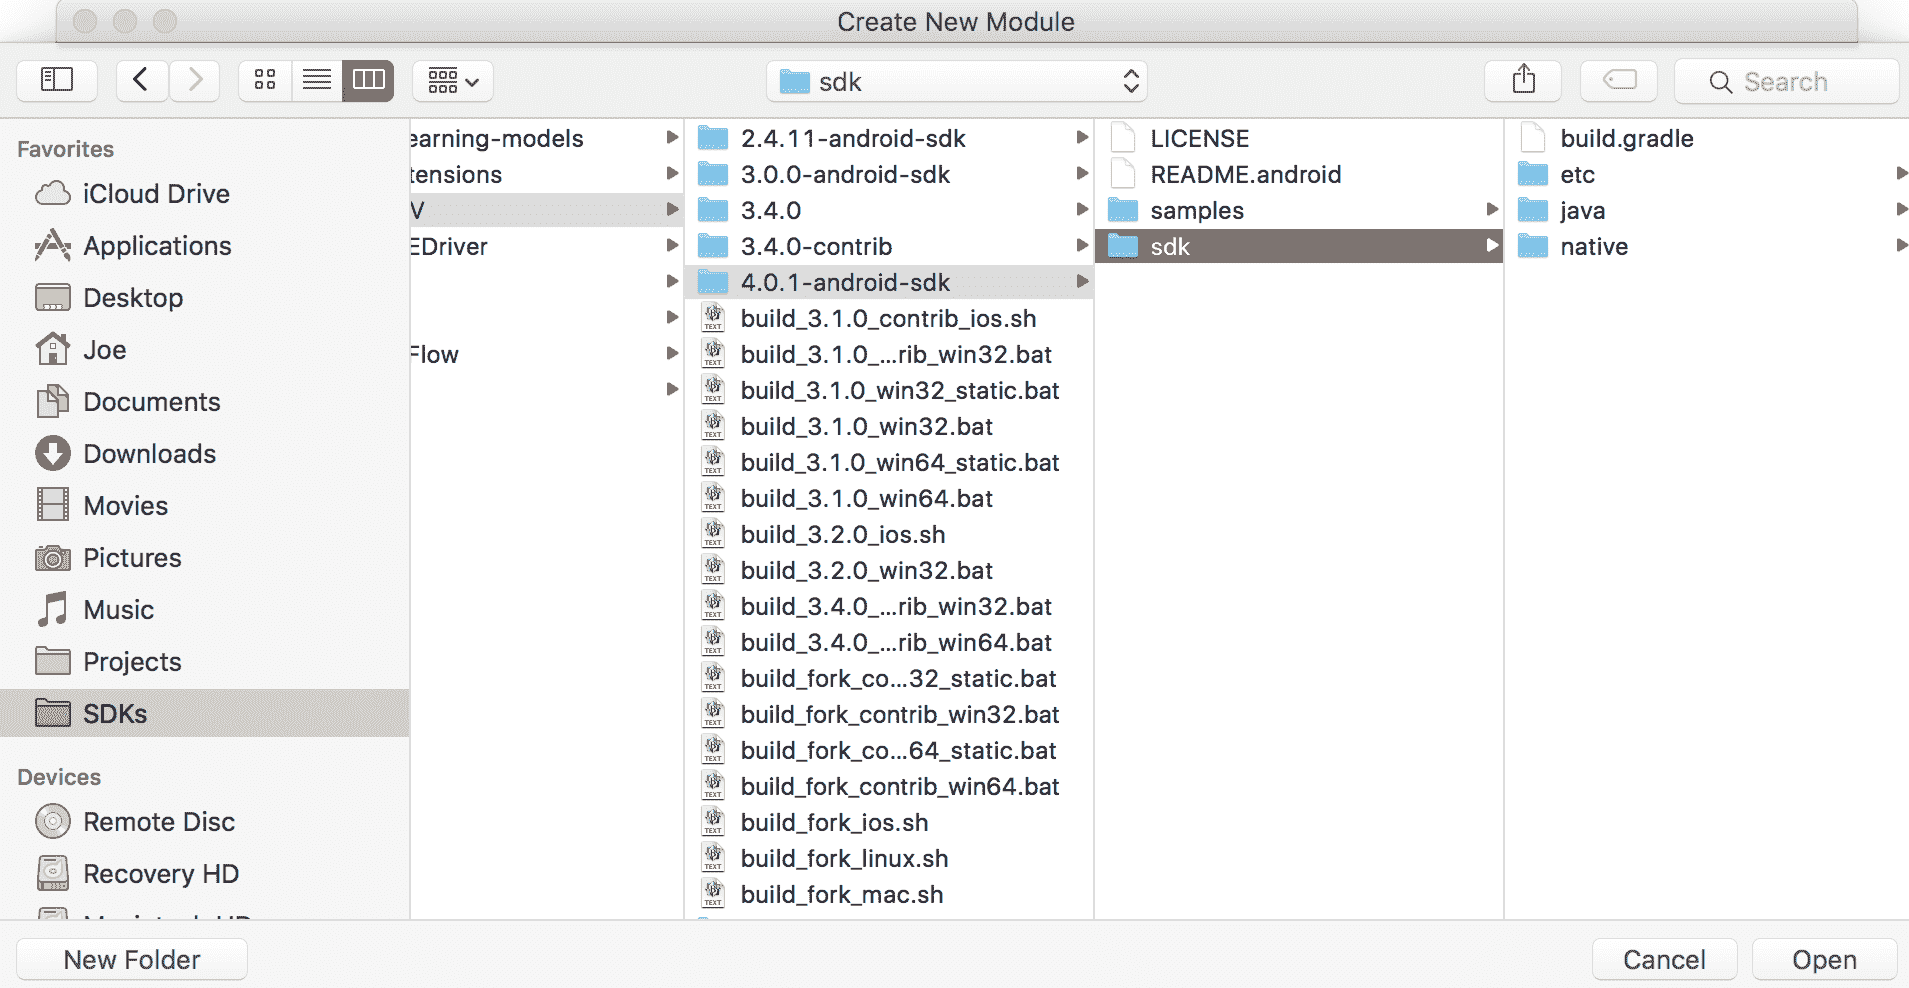 Create New Module
sdk
Search
Favorites
iCloud Drive
Applications
Desktop
Joe
Documents
Downloads
Movies
Pictures
Music
Projects
SDKs
Devices
Remote Disc
Recovery HD
earning-models
tensions
V
EDriver
Flow
2.4.11-android-sdk
3.0.0-android-sdk
3.4.0
3.4.0-contrib
4.0.1-android-sdk
build_3.1.0_contrib_ios.sh
build_3.1.0_...rib_win32.bat
build_3.1.0_win32_static.bat
build_3.1.0_win32.bat
build_3.1.0_win64_static.bat
build_3.1.0_win64.bat
build_3.2.0_ios.sh
build_3.2.0_win32.bat
build_3.4.0_...rib_win32.bat
build_3.4.0_...rib_win64.bat
build_fork_co...32_static.bat
build_fork_contrib_win32.bat
build_fork_co...64_static.bat
build_fork_contrib_win64.bat
build_fork_ios.sh
build_fork_linux.sh
build_fork_mac.sh
LICENSE
README.android
samples
sdk
build.gradle
etc
java
native
New Folder
Cancel
Open